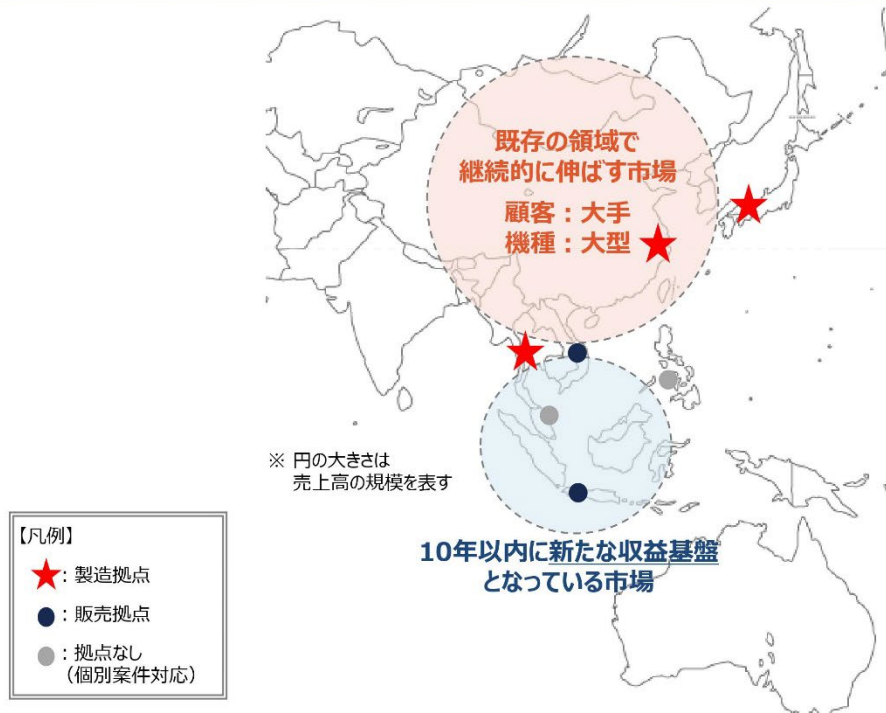 既存の領域で
継続的に伸ばす市場
顧客：大手
機種：大型
※ 円の大きさは
売上高の規模を表す
10年以内に新たな収益基盤
となっている市場
【凡例】
：製造拠点
：販売拠点
：拠点なし
（個別案件対応）